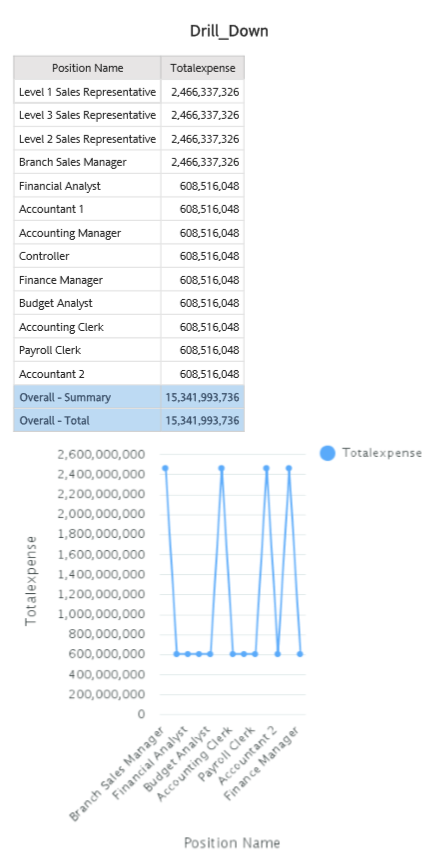 Drill_Down
Position Name Totalexpense
Level 1 Sales Representative 2,466,337,326
Level 3 Sales Representative 2,466,337,326
Level 2 Sales Representative 2,466,337,326
Branch Sales Manager 2,466,337,326
Financial Analyst 608,516,048
Accountant 1 608,516,048
Accounting Manager 608,516,048
Controller 608,516,048
Finance Manager 608,516,048
Budget Analyst 608,516,048
Accounting Clerk 608,516,048
Payroll Clerk 608,516,048
Accountant 2 608,516,048
Overall - Summary 15,341,993,736
Overall - Total 15,341,993,736
Totalexpense
2,600,000,000
2,400,000,000
2,200,000,000
2,000,000,000
1,800,000,000
1,600,000,000
1,400,000,000
1,200,000,000
1,000,000,000
800,000,000
600,000,000
400,000,000
200,000,000
0
Totalexpense
Branch Sales Manager
Financial Analyst
Budget Analyst
Accounting Clerk
Payroll Clerk
Accountant 2
Finance Manager
Position Name